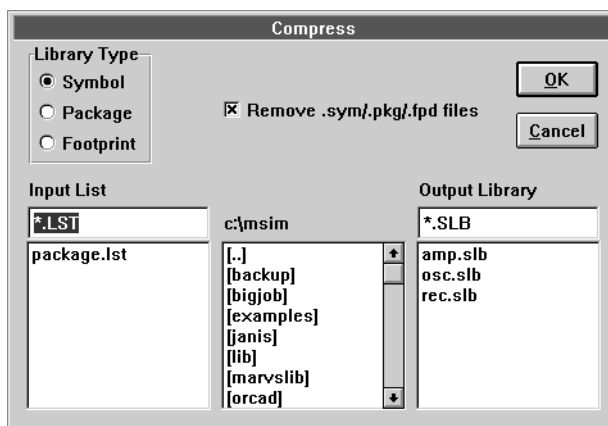 Compress
Library Type
Symbol
Package
Footprint
Remove .sym/.pkg/.fpd files
OK
Cancel
Input List
*.LST
package.lst
c:\msim
[..]
[backup]
[bigjob]
[examples]
[janis]
[lib]
[marvslib]
[orcad]
Output Library
*.SLB
amp.slb
osc.slb
rec.slb